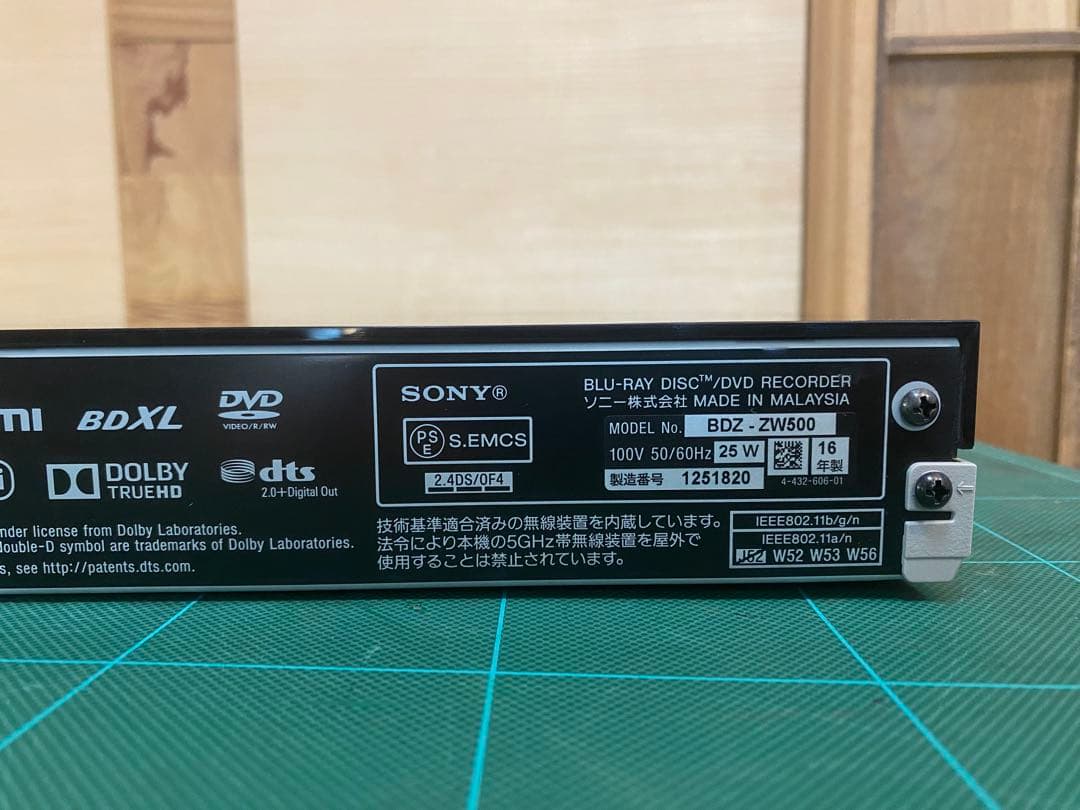 MI
BDXL
DVD
VIDEO/R/RW
DOLBY
TRUEHD
dts
2.0+Digital Out
nder license from Dolby Laboratories.
ouble-D symbol are trademarks of Dolby Laboratories.
s, see http://patents.dts.com.
SONY®
PSE S.EMCS
2.4DS/OF4
BLU-RAY DISC™/DVD RECORDER
ソニー株式会社 MADE IN MALAYSIA
MODEL No. BDZ - ZW500
100V 50/60Hz 25 W
16年製
製造番号 1251820
4-432-606-01
技術基準適合済みの無線装置を内蔵しています。
法令により本機の5GHz帯無線装置を屋外で
使用することは禁止されています。
IEEE802.11b/g/n
IEEE802.11a/n
J52 W52 W53 W56